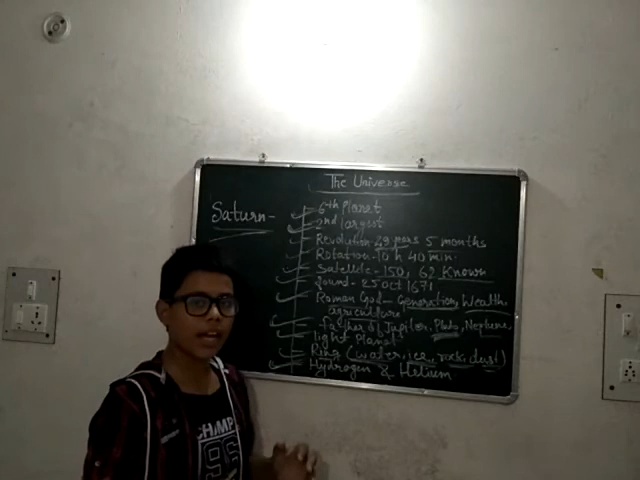 The Universe
Saturn-
6th Planet
2nd largest
Revolution-29 years 5 months
Rotation-10 h 40 min.
Satellite-150, 62 Known
found-25 Oct 1671
Roman God- Generation, Wealth,
agriculture.
Father of Jupiter, Pluto, Neptune,
light Planet
Ring (water, ice, rock, dust)
Hydrogen & Helium
CHAMP